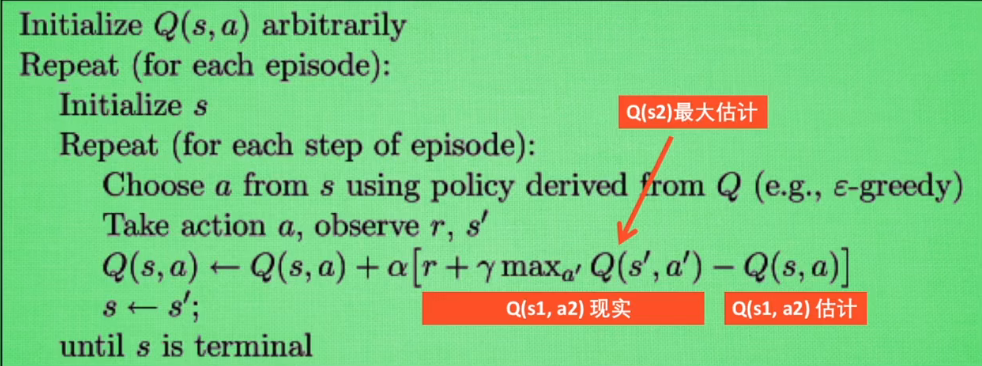 Initialize Q(s, a) arbitrarily
Repeat (for each episode):
Initialize s
Q(s2)最大估计
Repeat (for each step of episode):
Choose a from s using policy derived from Q (e.g., ε-greedy)
Take action a, observe r, s′
Q(s, a) ← Q(s, a) + α[r + γ maxₐ′ Q(s′, a′) − Q(s, a)]
s ← s′;
Q(s1, a2) 现实
Q(s1, a2) 估计
until s is terminal